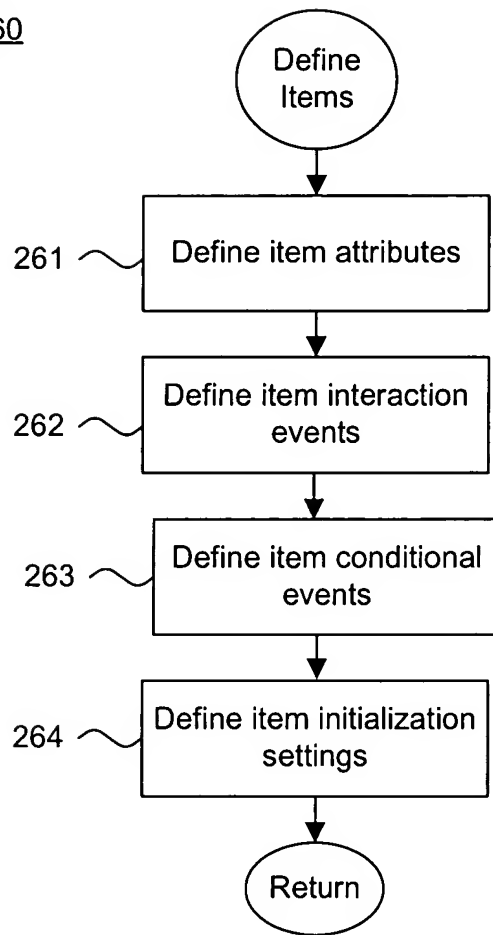 60
Define
Items
261
Define item attributes
262
Define item interaction
events
263
Define item conditional
events
264
Define item initialization
settings
Return